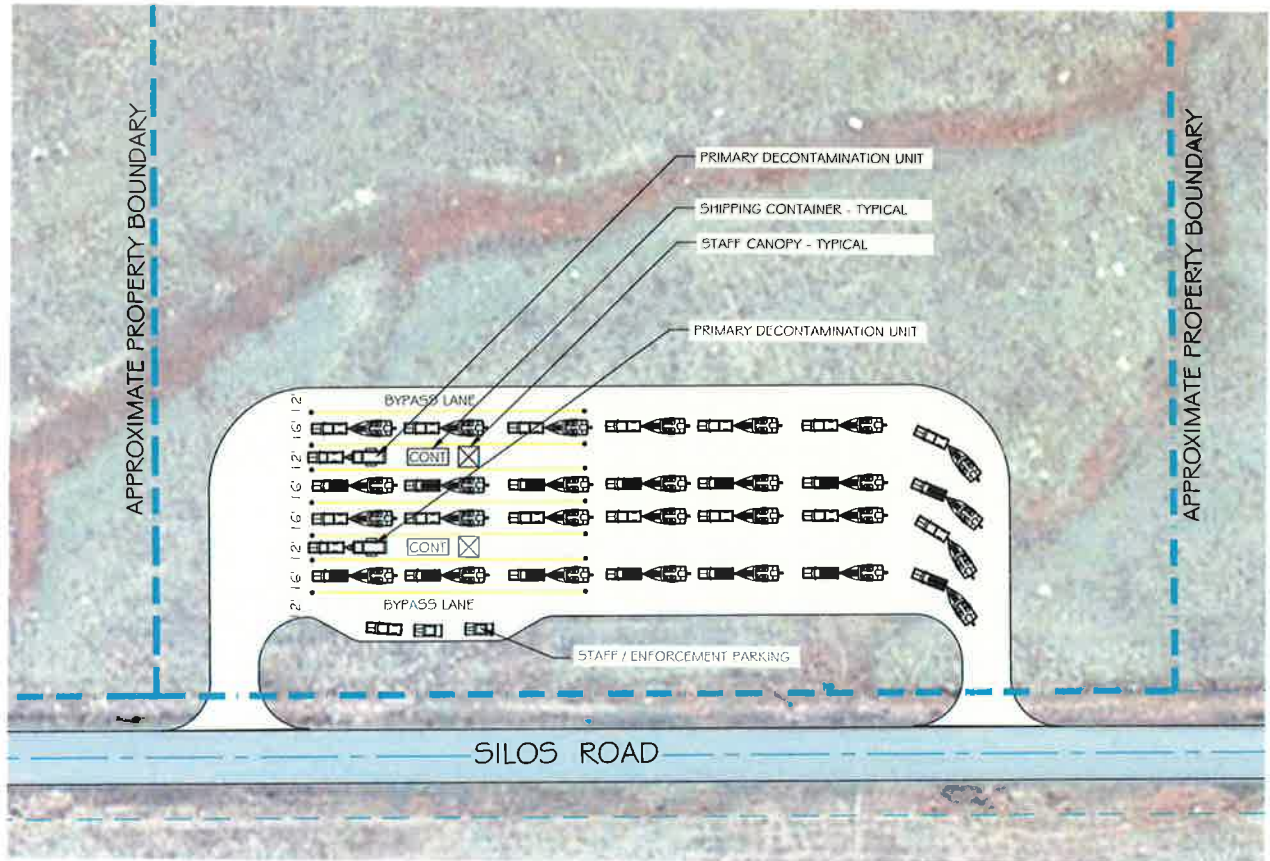 APPROXIMATE PROPERTY BOUNDARY
APPROXIMATE PROPERTY BOUNDARY
PRIMARY DECONTAMINATION UNIT
SHIPPING CONTAINER - TYPICAL
STAFF CANOPY - TYPICAL
PRIMARY DECONTAMINATION UNIT
12'
BYPASS LANE
16'
12'
CONT
16'
16'
12'
CONT
16'
BYPASS LANE
2'
STAFF / ENFORCEMENT PARKING
SILOS ROAD